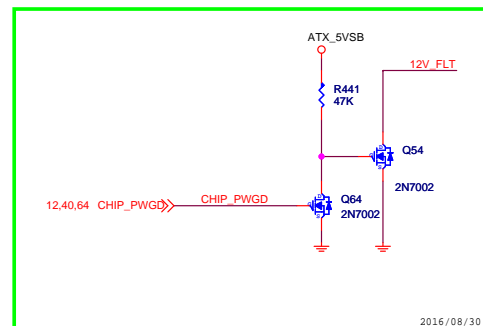 ATX_5VSB
12V_FLT
R441
47K
Q54
2N7002
12,40,64 CHIP_PWGD
CHIP_PWGD
Q64
2N7002
2016/08/30